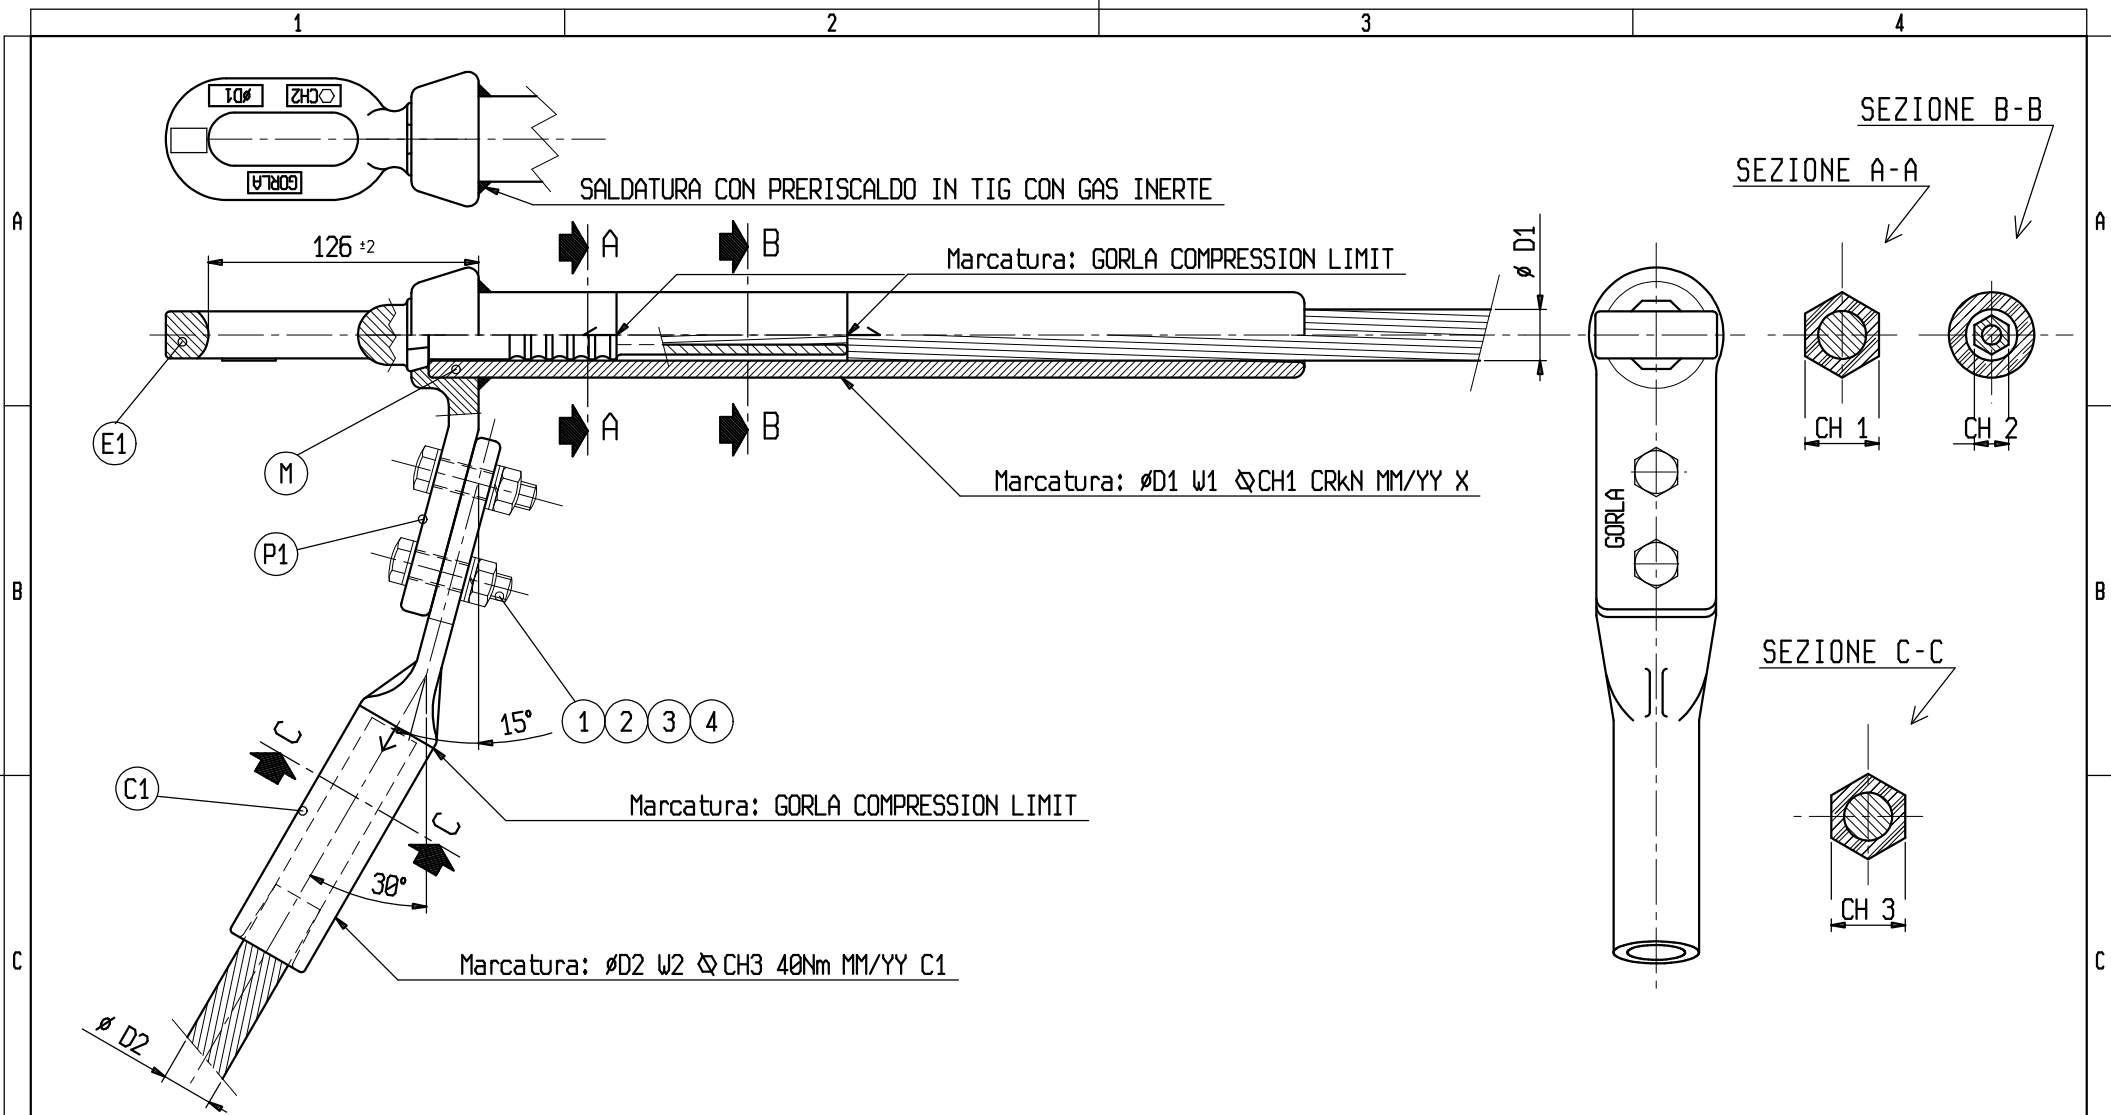 1 2 3 4
SEZIONE B-B
øD1 ⬡CH2
SEZIONE A-A
GORLA
SALDATURA CON PRERISCALDO IN TIG CON GAS INERTE
A A
126 ±2
A B
Marcatura: GORLA COMPRESSION LIMIT
ø D1
E1
A B
CH 1 CH 2
M
Marcatura: øD1 W1 ⌬CH1 CRkN MM/YY X
GORLA
P1
B B
SEZIONE C-C
15°
1 2 3 4
C
C1
Marcatura: GORLA COMPRESSION LIMIT
C
30°
CH 3
C C
Marcatura: øD2 W2 ⌬CH3 40Nm MM/YY C1
ø D2